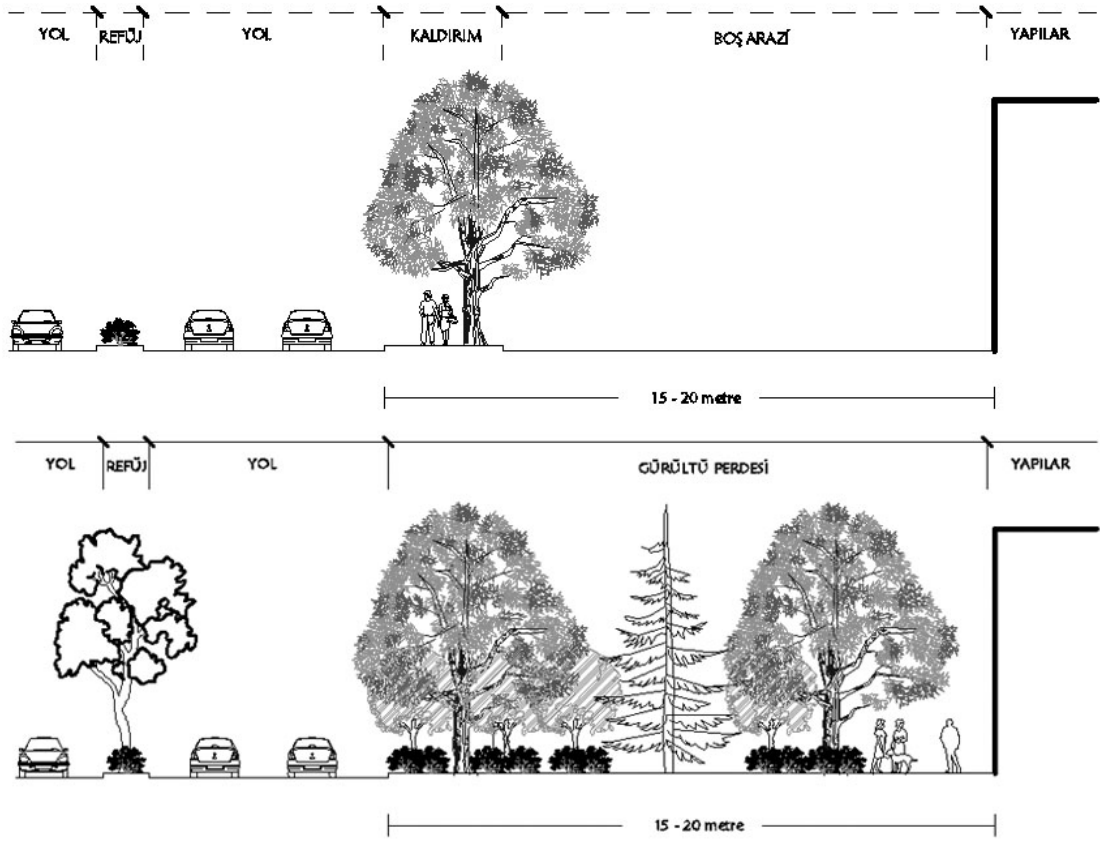 YOL REFÜJ YOL KALDIRIM BOŞ ARAZİ YAPILAR
15 - 20 metre
YOL REFÜJ YOL GÜRÜLTÜ PERDESİ YAPILAR
15 - 20 metre